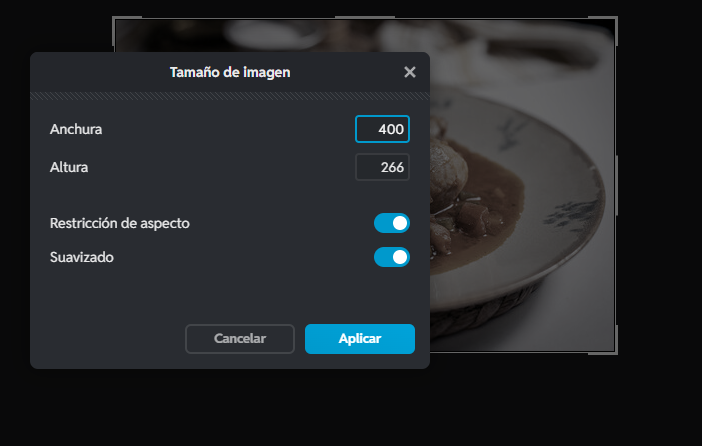 Tamaño de imagen
Anchura 400
Altura 266
Restricción de aspecto
Suavizado
Cancelar Aplicar